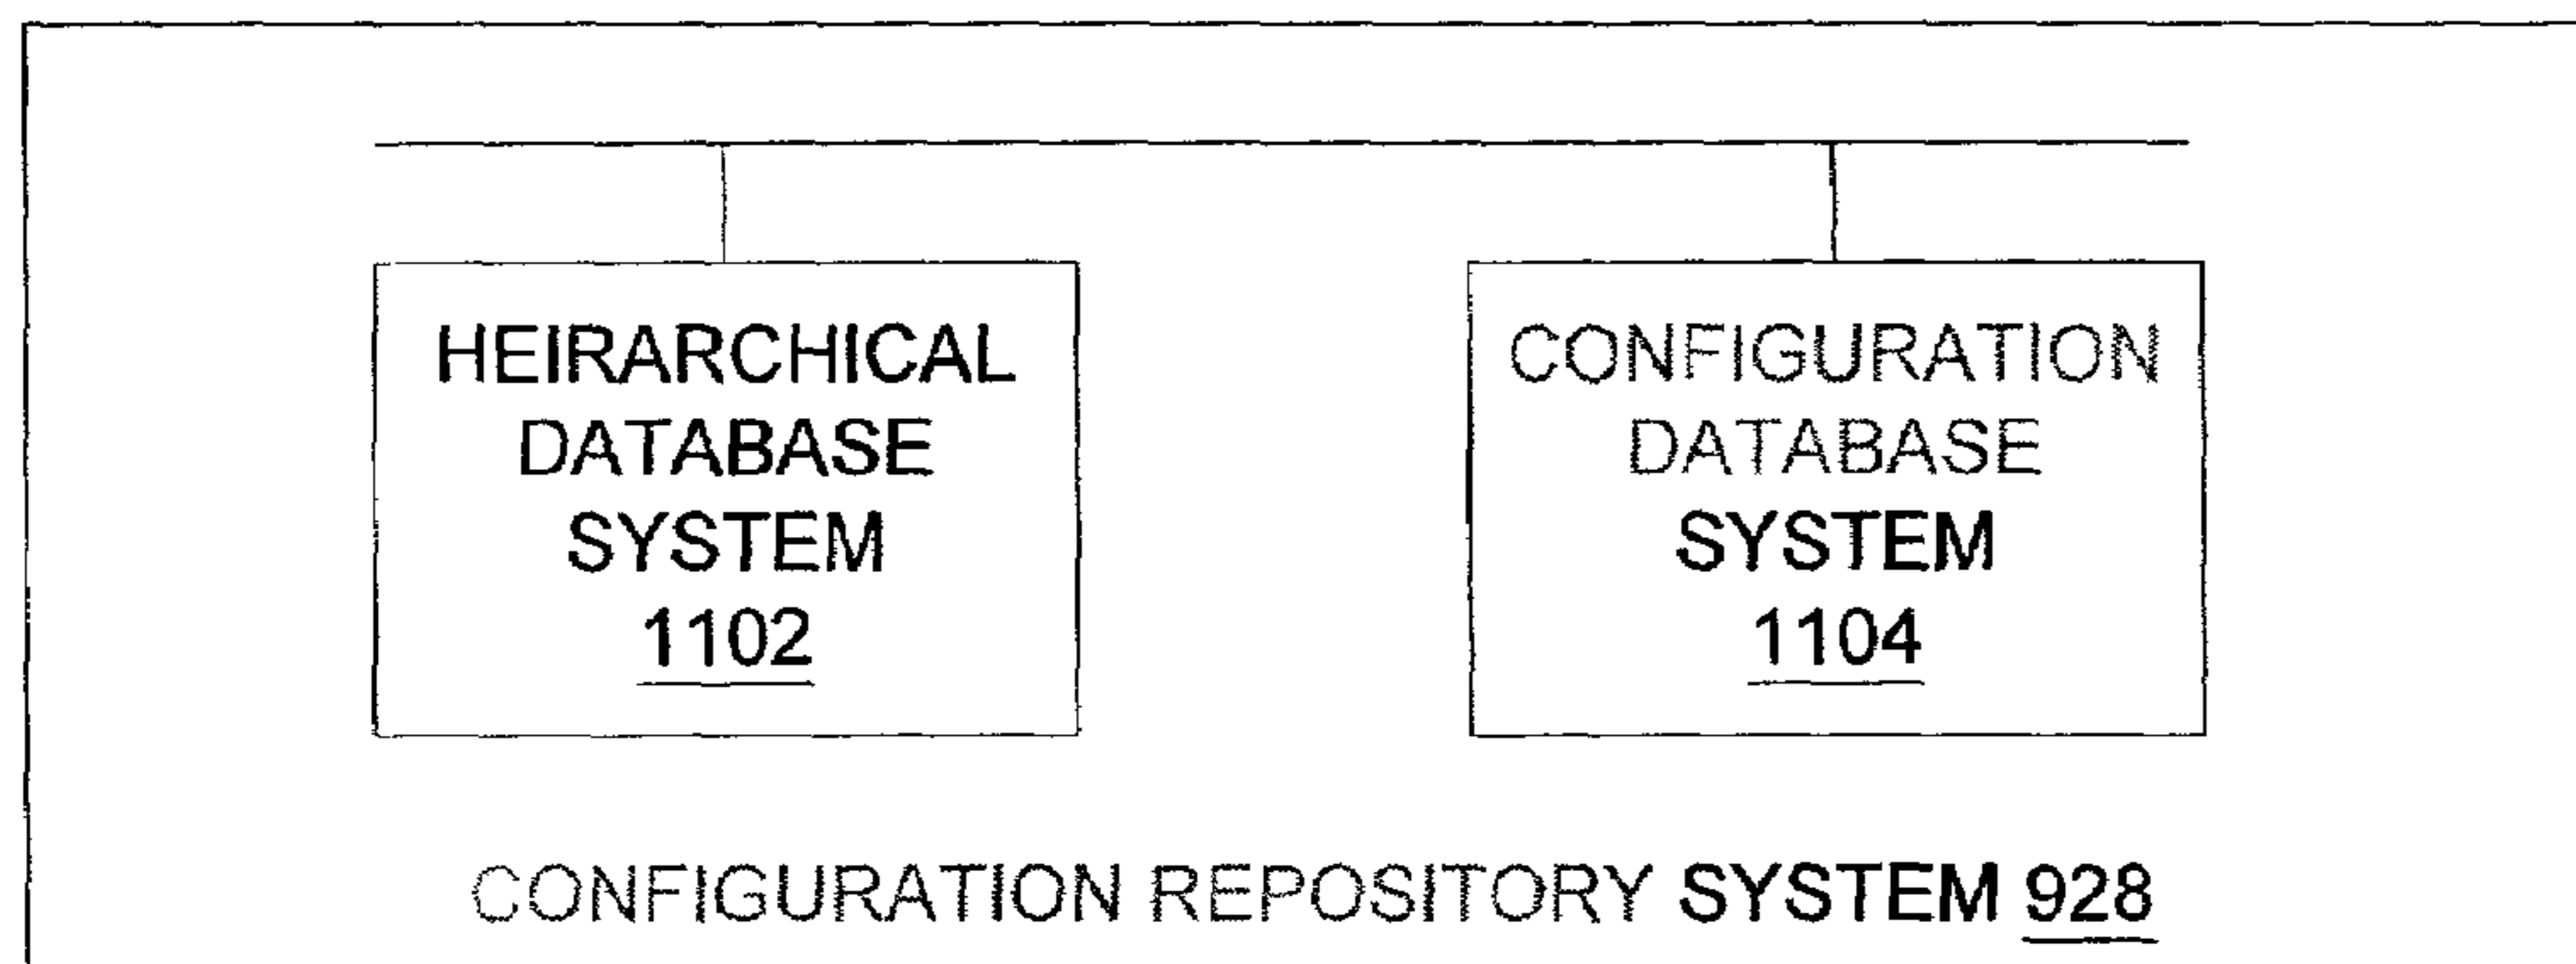 HEIRARCHICAL
DATABASE
SYSTEM
1102
CONFIGURATION
DATABASE
SYSTEM
1104
CONFIGURATION REPOSITORY SYSTEM 928